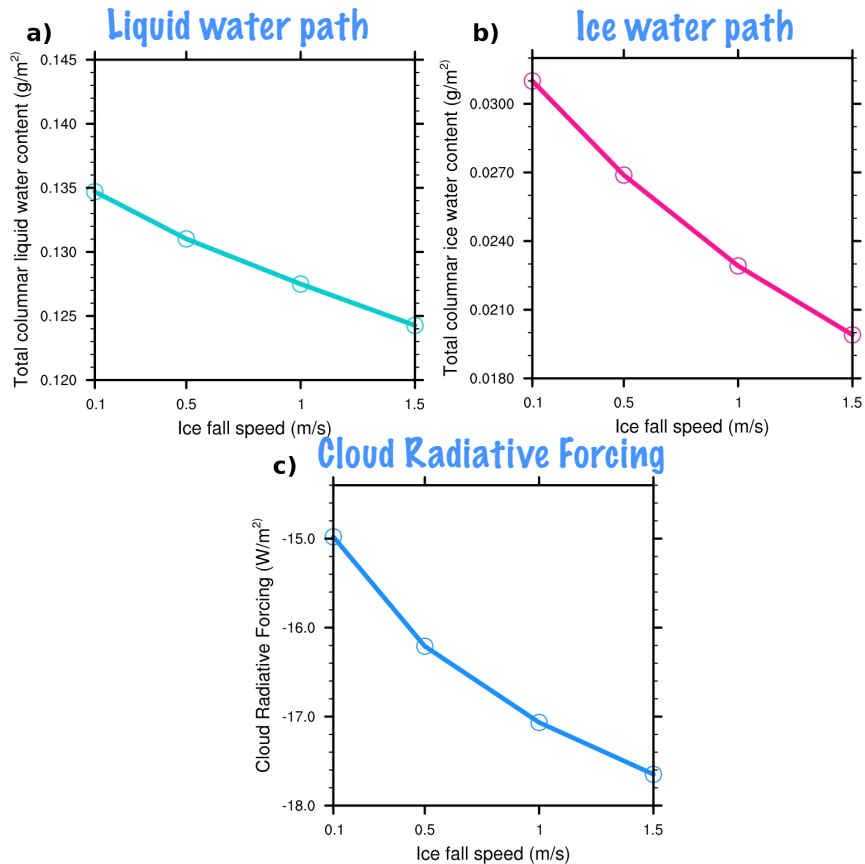 a)
Liquid water path
Total columnar liquid water content (g/m²)
0.145
0.140
0.135
0.130
0.125
0.120
0.1 0.5 1 1.5
Ice fall speed (m/s)
b)
Ice water path
Total columnar ice water content (g/m²)
0.0300
0.0270
0.0240
0.0210
0.0180
0.1 0.5 1 1.5
Ice fall speed (m/s)
c)
Cloud Radiative Forcing
Cloud Radiative Forcing (W/m²)
-15.0
-16.0
-17.0
-18.0
0.1 0.5 1 1.5
Ice fall speed (m/s)